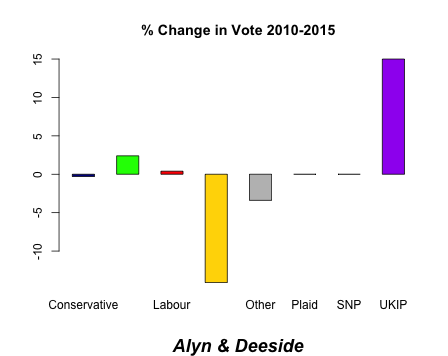 % Change in Vote 2010-2015
15
10
5
0
-5
-10
Conservative Labour Other Plaid SNP UKIP
Alyn & Deeside